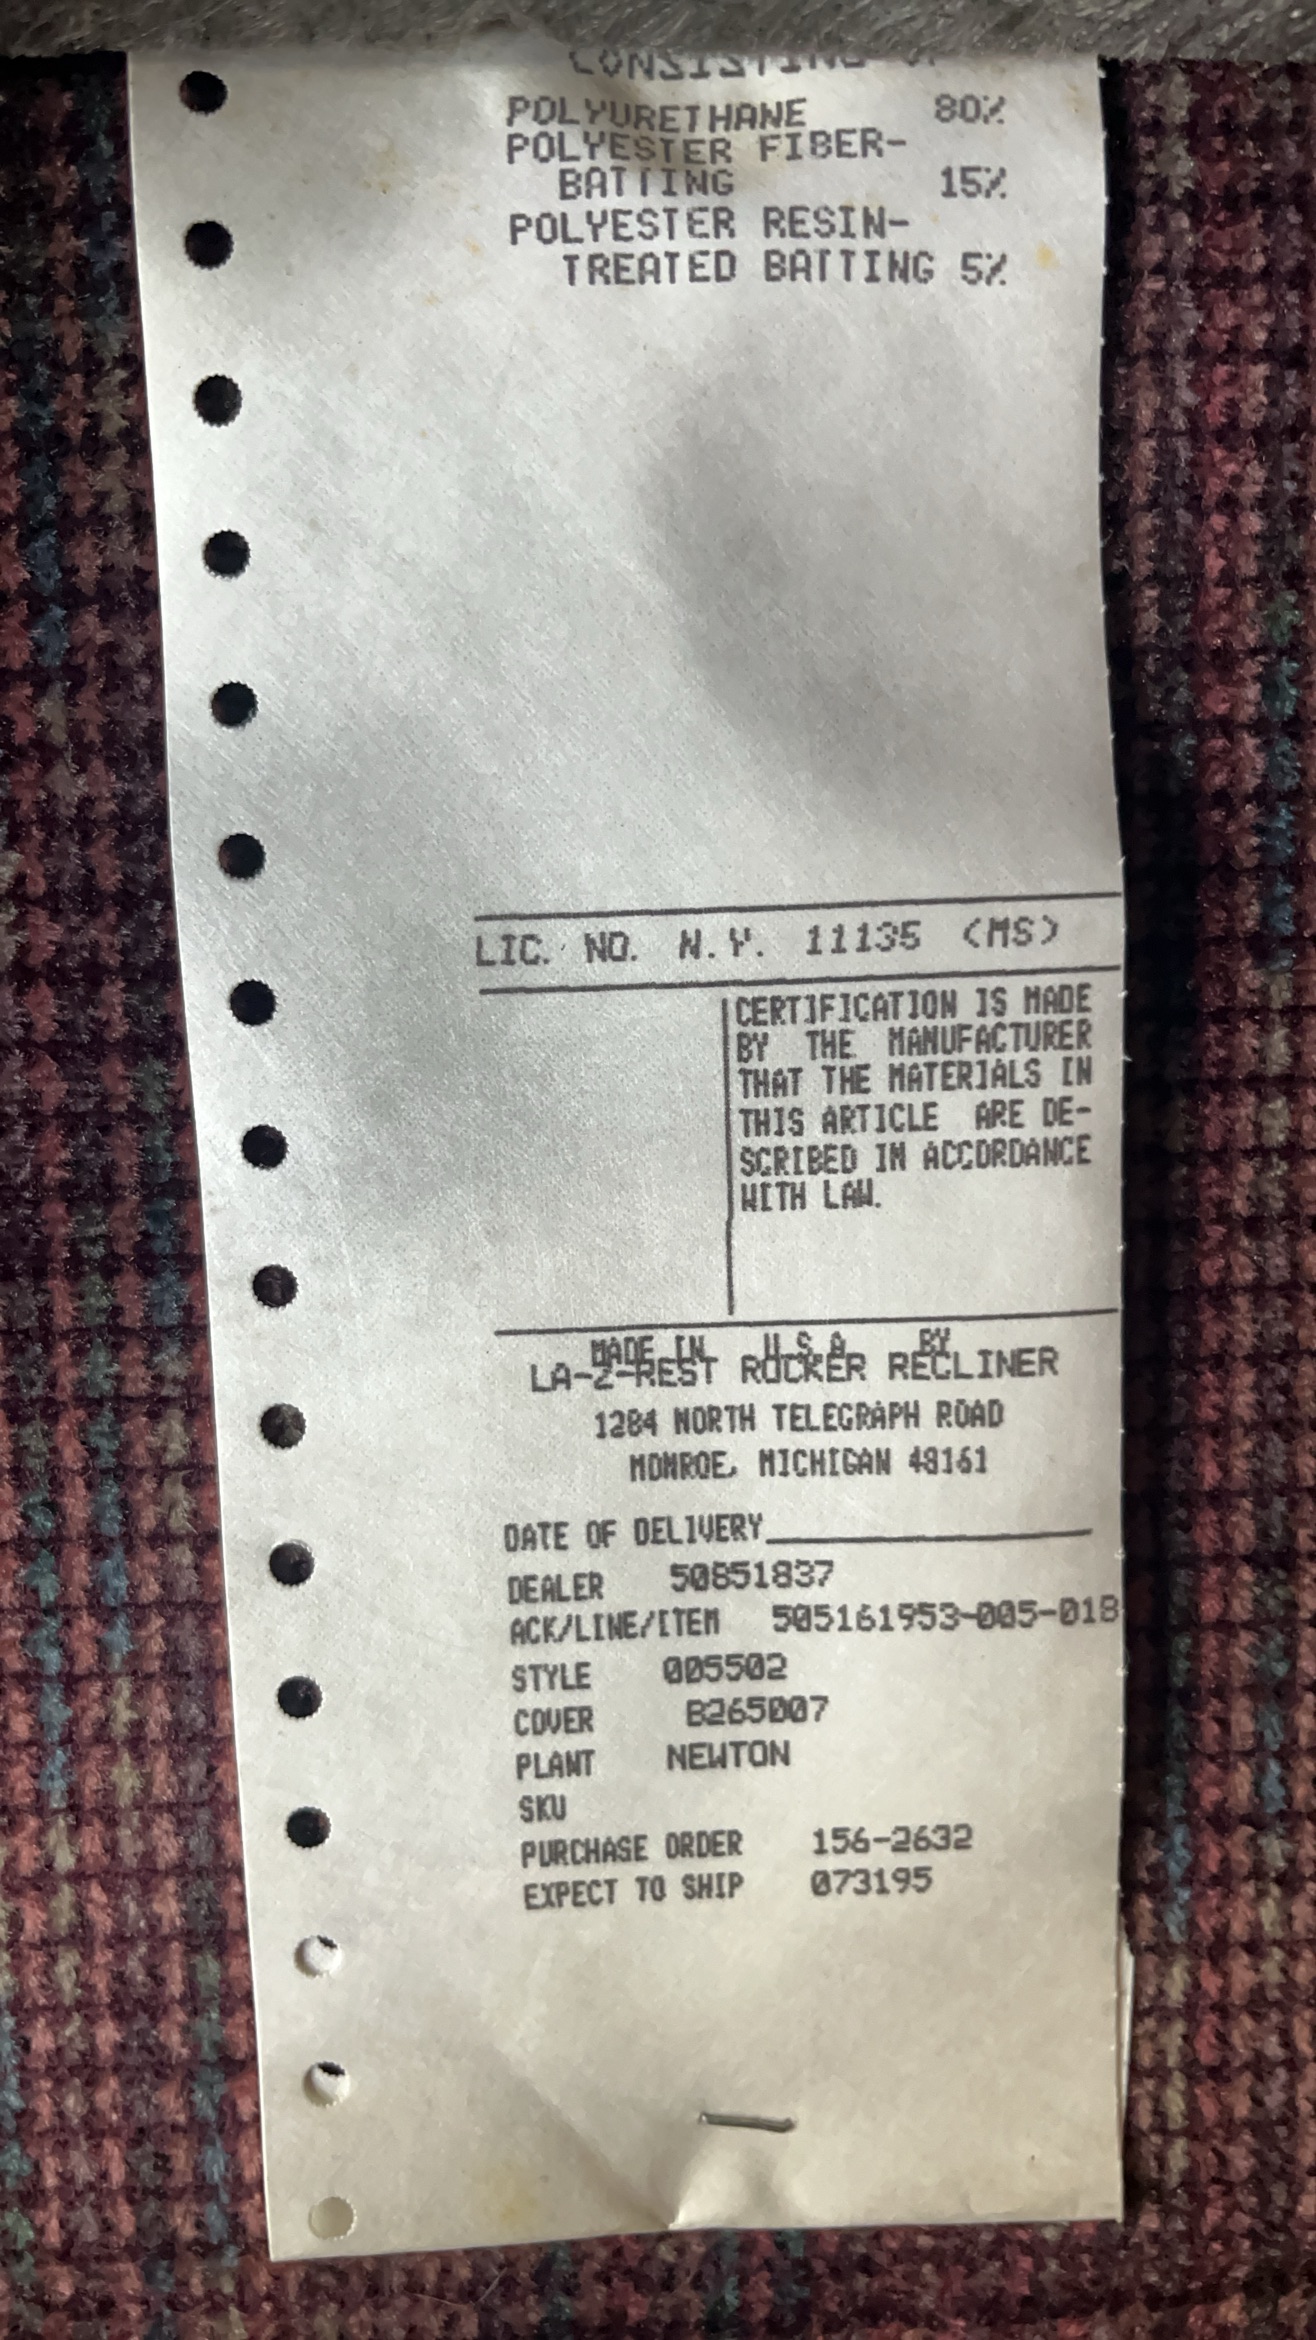 CONSISTING OF
POLYURETHANE 80%
POLYESTER FIBER-
BATTING 15%
POLYESTER RESIN-
TREATED BATTING 5%
LIC. NO. N.Y. 11135 (MS)
CERTIFICATION IS MADE
BY THE MANUFACTURER
THAT THE MATERIALS IN
THIS ARTICLE ARE DE-
SCRIBED IN ACCORDANCE
WITH LAW.
MADE IN U.S.A BY
LA-Z-REST ROCKER RECLINER
1284 NORTH TELEGRAPH ROAD
MONROE, MICHIGAN 48161
DATE OF DELIVERY
DEALER 50851837
ACK/LINE/ITEM 505161953-005-018
STYLE 005502
COVER B265007
PLANT NEWTON
SKU
PURCHASE ORDER 156-2632
EXPECT TO SHIP 073195